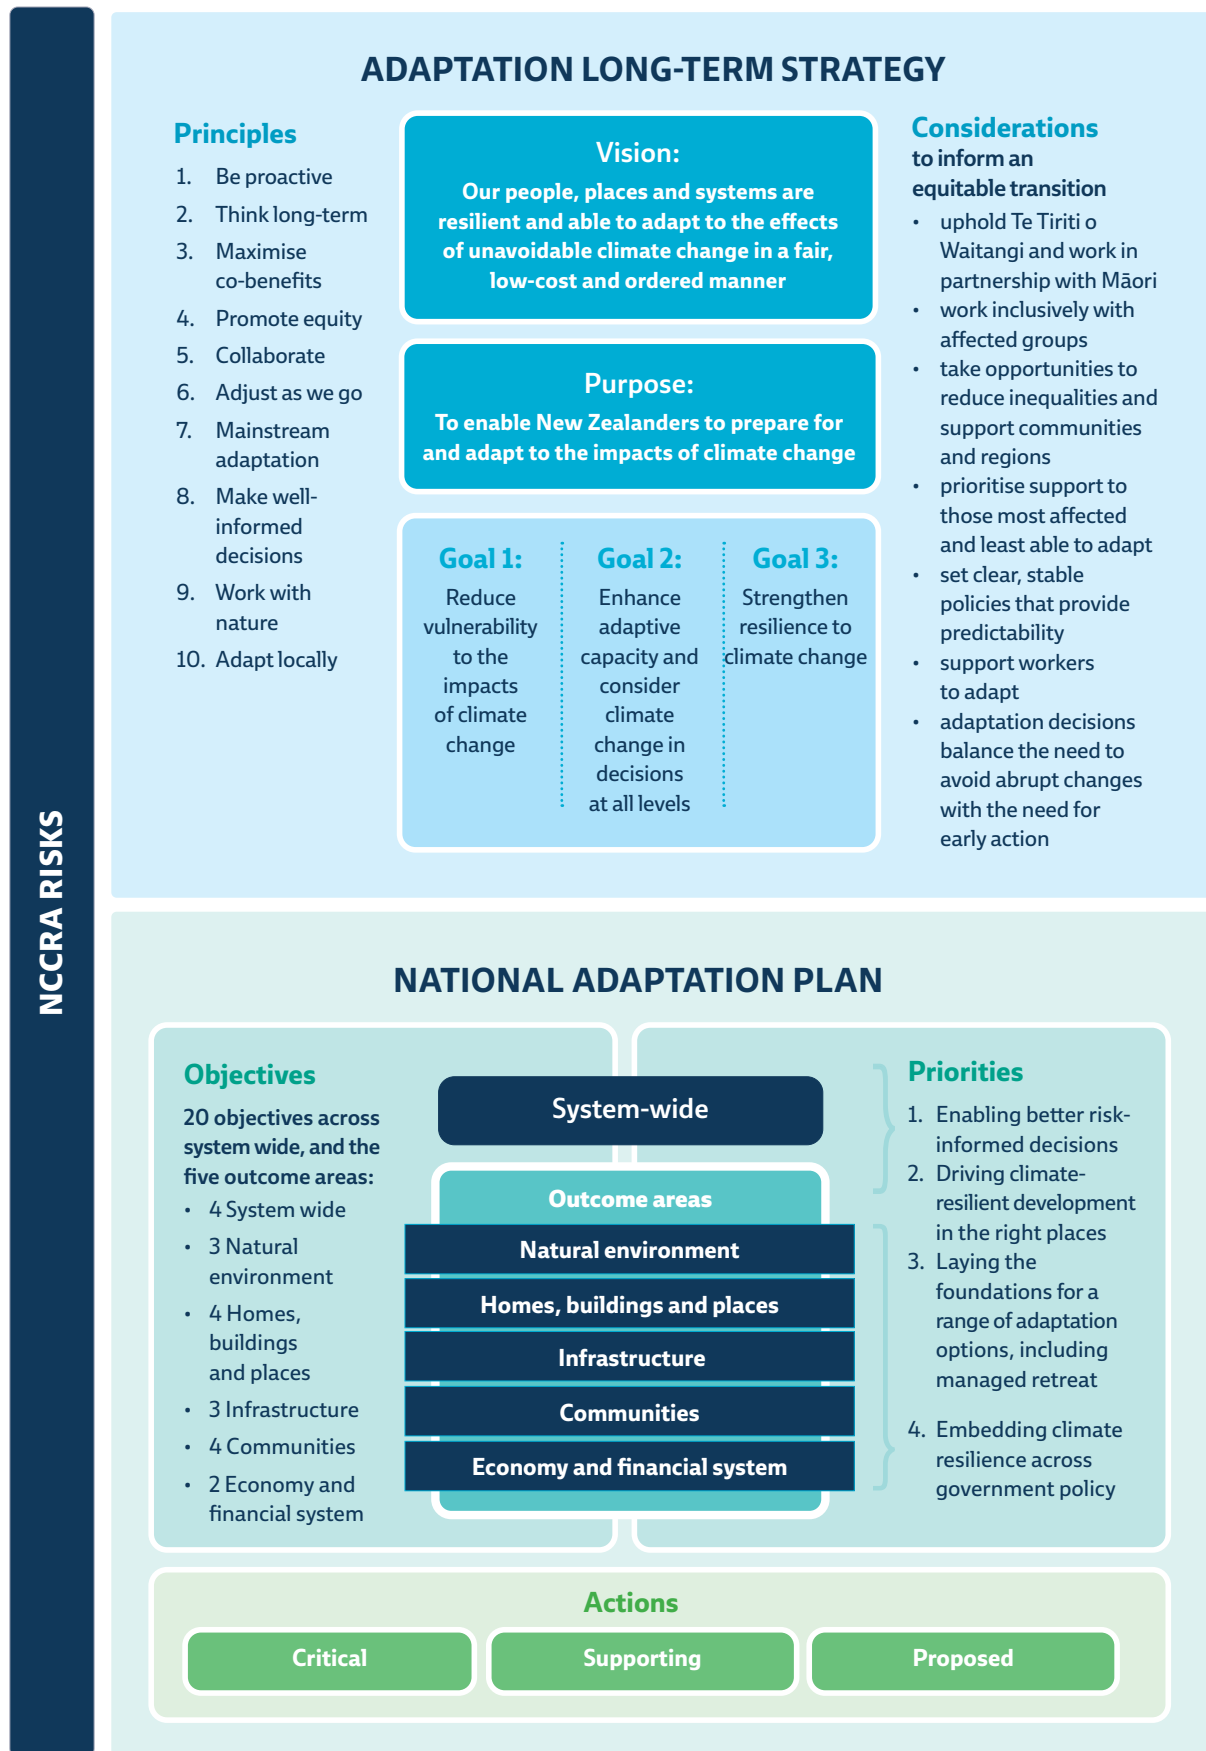 NCCRA RISKS
ADAPTATION LONG-TERM STRATEGY
Principles
1. Be proactive
2. Think long-term
3. Maximise
co-benefits
4. Promote equity
5. Collaborate
6. Adjust as we go
7. Mainstream
adaptation
8. Make well-
informed
decisions
9. Work with
nature
10. Adapt locally
Vision:
Our people, places and systems are
resilient and able to adapt to the effects
of unavoidable climate change in a fair,
low-cost and ordered manner
Purpose:
To enable New Zealanders to prepare for
and adapt to the impacts of climate change
Goal 1:
Reduce
vulnerability
to the
impacts
of climate
change
Goal 2:
Enhance
adaptive
capacity and
consider
climate
change in
decisions
at all levels
Goal 3:
Strengthen
resilience to
climate change
Considerations
to inform an
equitable transition
• uphold Te Tiriti o
Waitangi and work in
partnership with Māori
• work inclusively with
affected groups
• take opportunities to
reduce inequalities and
support communities
and regions
• prioritise support to
those most affected
and least able to adapt
• set clear, stable
policies that provide
predictability
• support workers
to adapt
• adaptation decisions
balance the need to
avoid abrupt changes
with the need for
early action
NATIONAL ADAPTATION PLAN
Objectives
20 objectives across
system wide, and the
five outcome areas:
• 4 System wide
• 3 Natural
environment
• 4 Homes,
buildings
and places
• 3 Infrastructure
• 4 Communities
• 2 Economy and
financial system
System-wide
Outcome areas
Natural environment
Homes, buildings and places
Infrastructure
Communities
Economy and financial system
Priorities
1. Enabling better risk-
informed decisions
2. Driving climate-
resilient development
in the right places
3. Laying the
foundations for a
range of adaptation
options, including
managed retreat
4. Embedding climate
resilience across
government policy
Actions
Critical
Supporting
Proposed